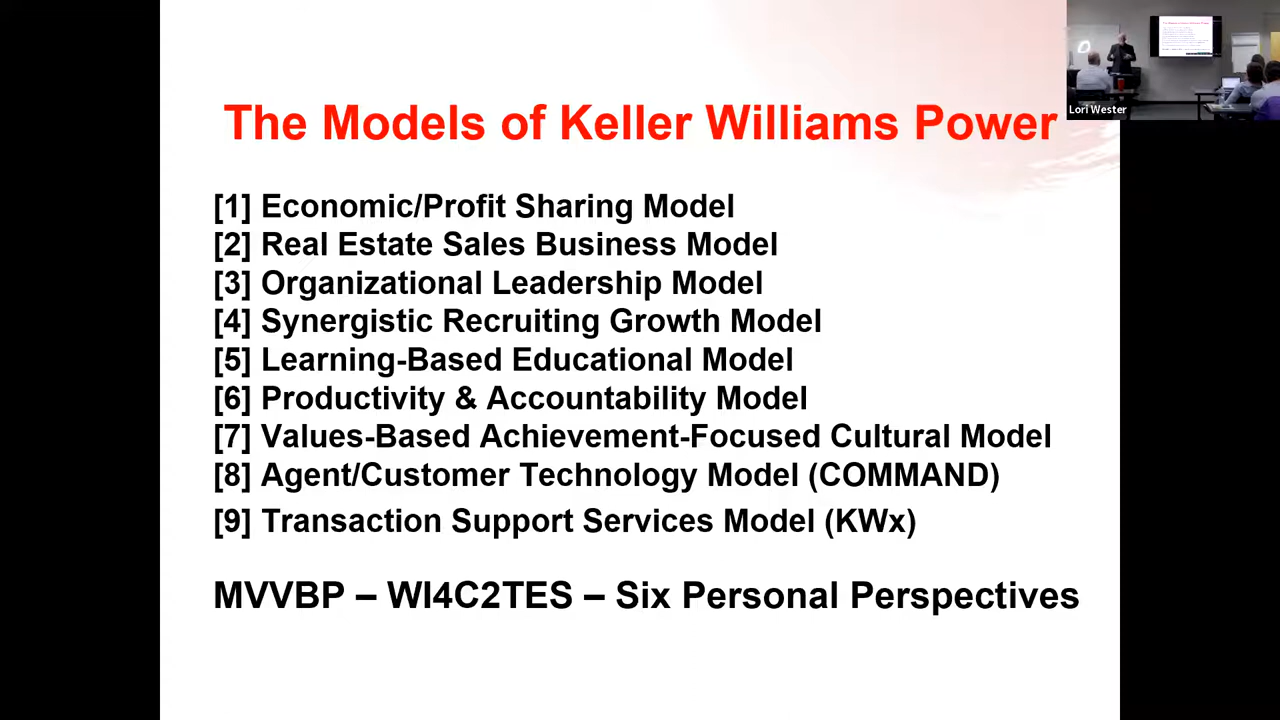 The Models of Keller Williams Power
Lori Wester
[1] Economic/Profit Sharing Model
[2] Real Estate Sales Business Model
[3] Organizational Leadership Model
[4] Synergistic Recruiting Growth Model
[5] Learning-Based Educational Model
[6] Productivity & Accountability Model
[7] Values-Based Achievement-Focused Cultural Model
[8] Agent/Customer Technology Model (COMMAND)
[9] Transaction Support Services Model (KWx)
MVVBP – WI4C2TES – Six Personal Perspectives